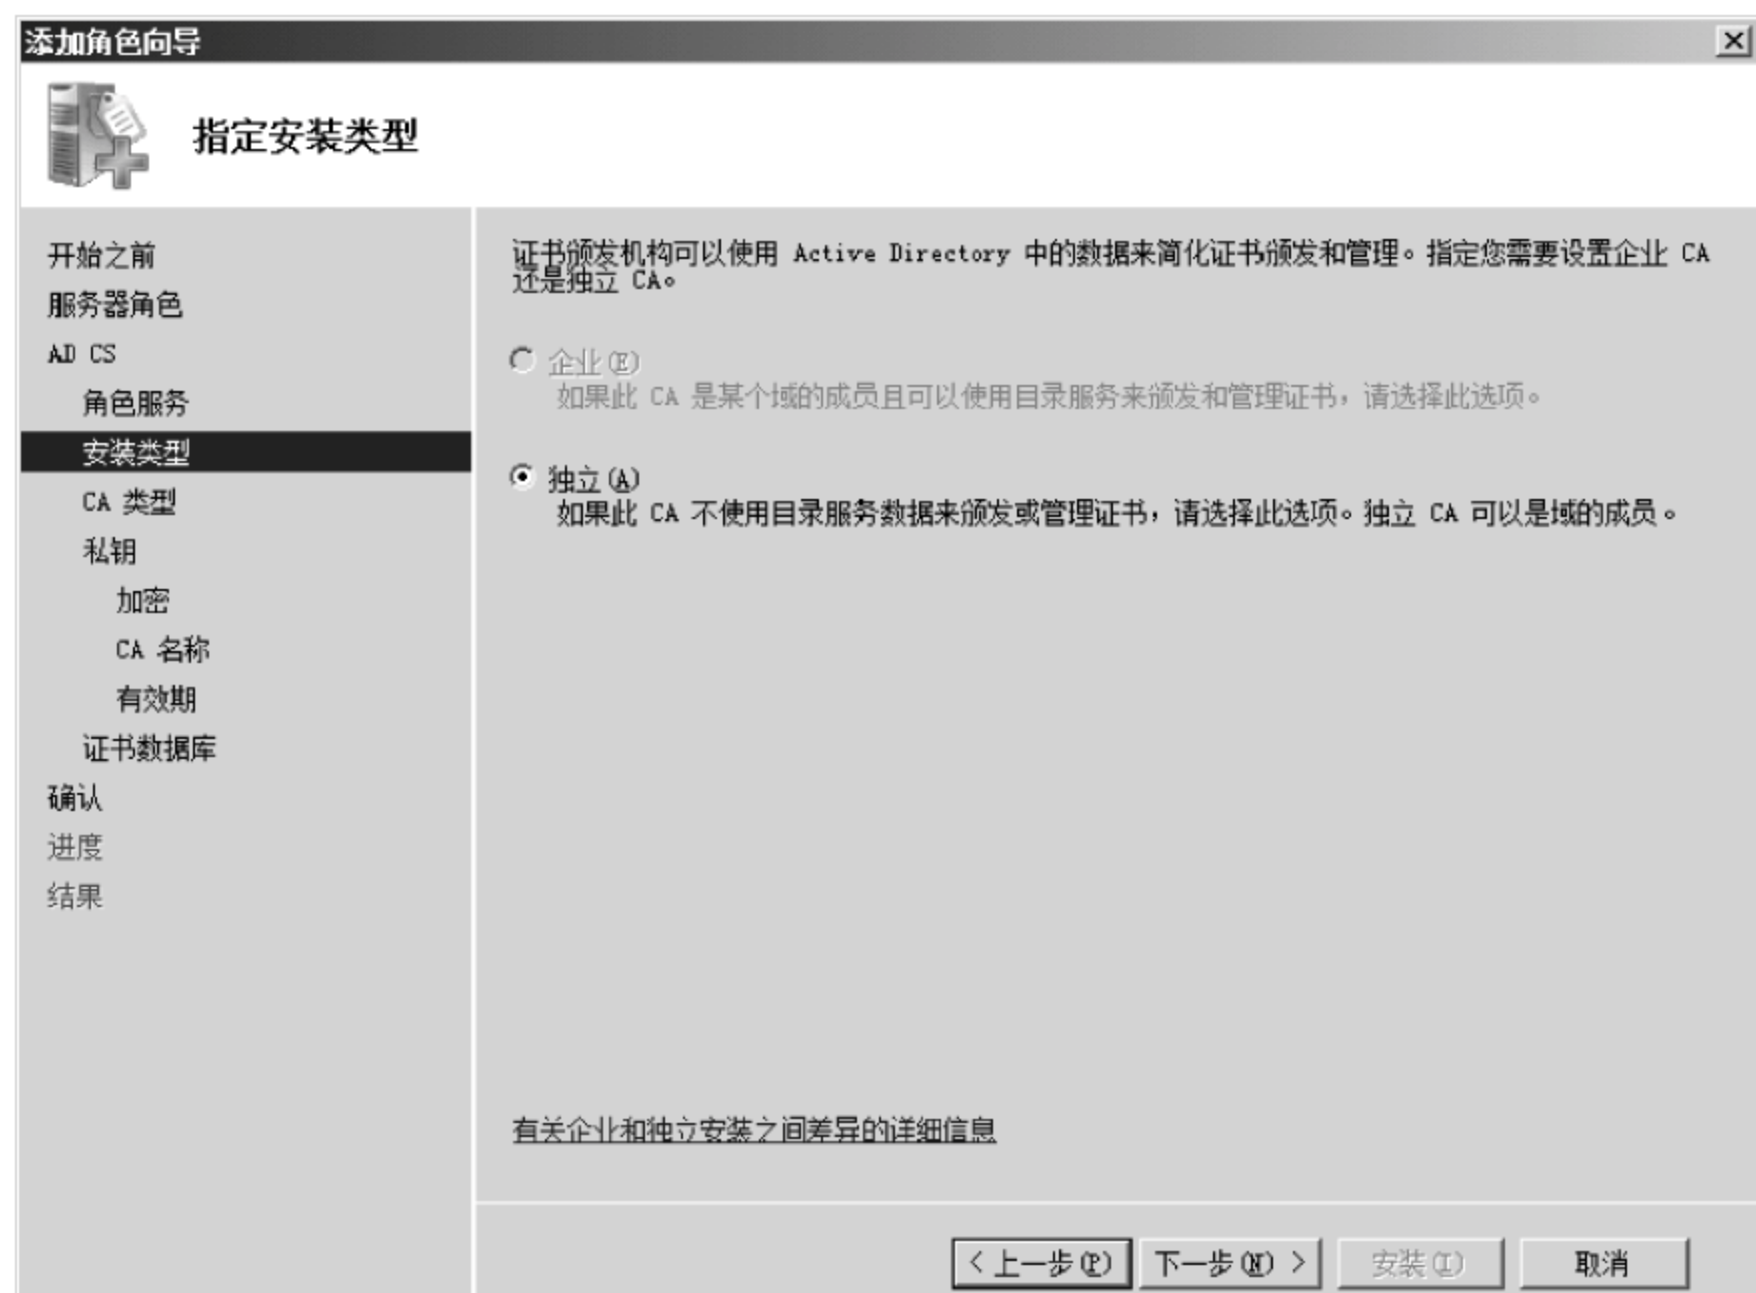 添加角色向导
指定安装类型
开始之前
服务器角色
AD CS
角色服务
安装类型
CA 类型
私钥
加密
CA 名称
有效期
证书数据库
确认
进度
结果
证书颁发机构可以使用 Active Directory 中的数据来简化证书颁发和管理。指定您需要设置企业 CA
还是独立 CA。
企业(E)
如果此 CA 是某个域的成员且可以使用目录服务来颁发和管理证书，请选择此选项。
独立(A)
如果此 CA 不使用目录服务数据来颁发或管理证书，请选择此选项。独立 CA 可以是域的成员。
有关企业和独立安装之间差异的详细信息
< 上一步(P)
下一步(N) >
安装(I)
取消